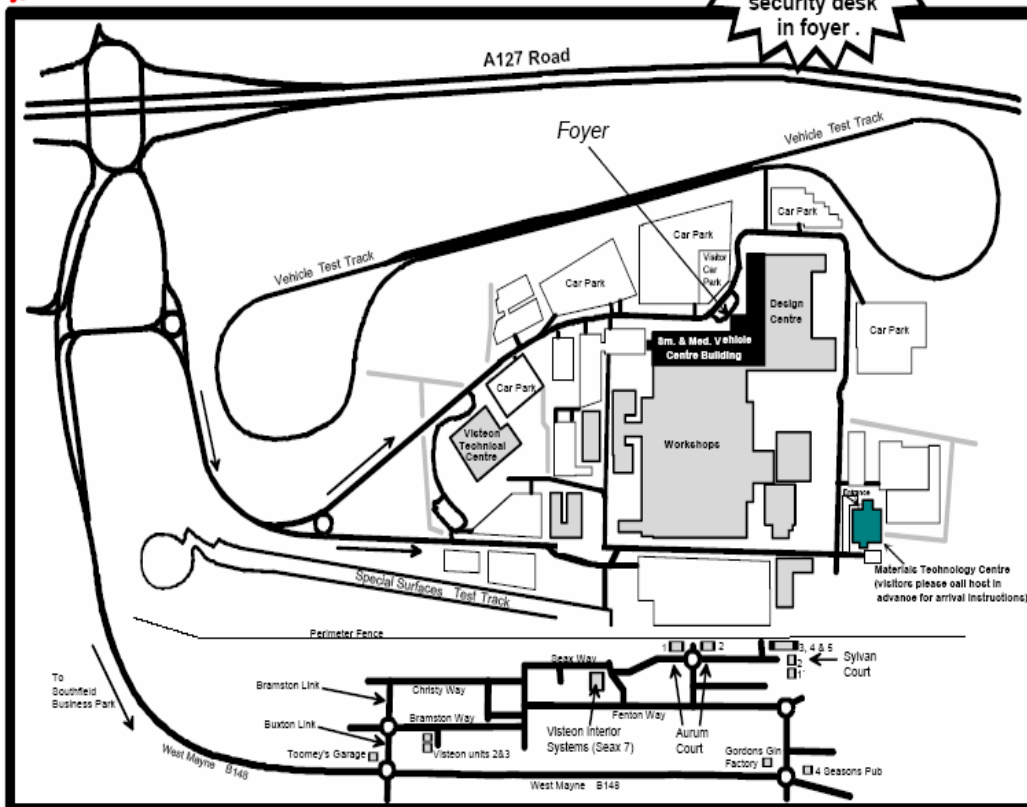 security desk
in foyer .
A127 Road
Foyer
Vehicle Test Track
Car Park
Car Park
Visitor
Car
Park
Vehicle Test Track
Car Park
Design
Centre
Car Park
Sm. & Med. Vehicle
Centre Building
Car Park
Visteon
Technical
Centre
Workshops
Entrance
Materials Technology Centre
(visitors please call host in
advance for arrival instructions)
Special Surfaces Test Track
Perimeter Fence
1
2
3, 4 & 5
Seax Way
2
1
Sylvan
Court
To
Southfield
Business Park
Bramston Link
Christy Way
Fenton Way
Bramston Way
Buxton Link
Visteon Interior
Systems (Seax 7)
Aurum
Court
Toomey's Garage
Visteon units 2&3
Gordons Gin
Factory
4 Seasons Pub
West Mayne B148
West Mayne B148